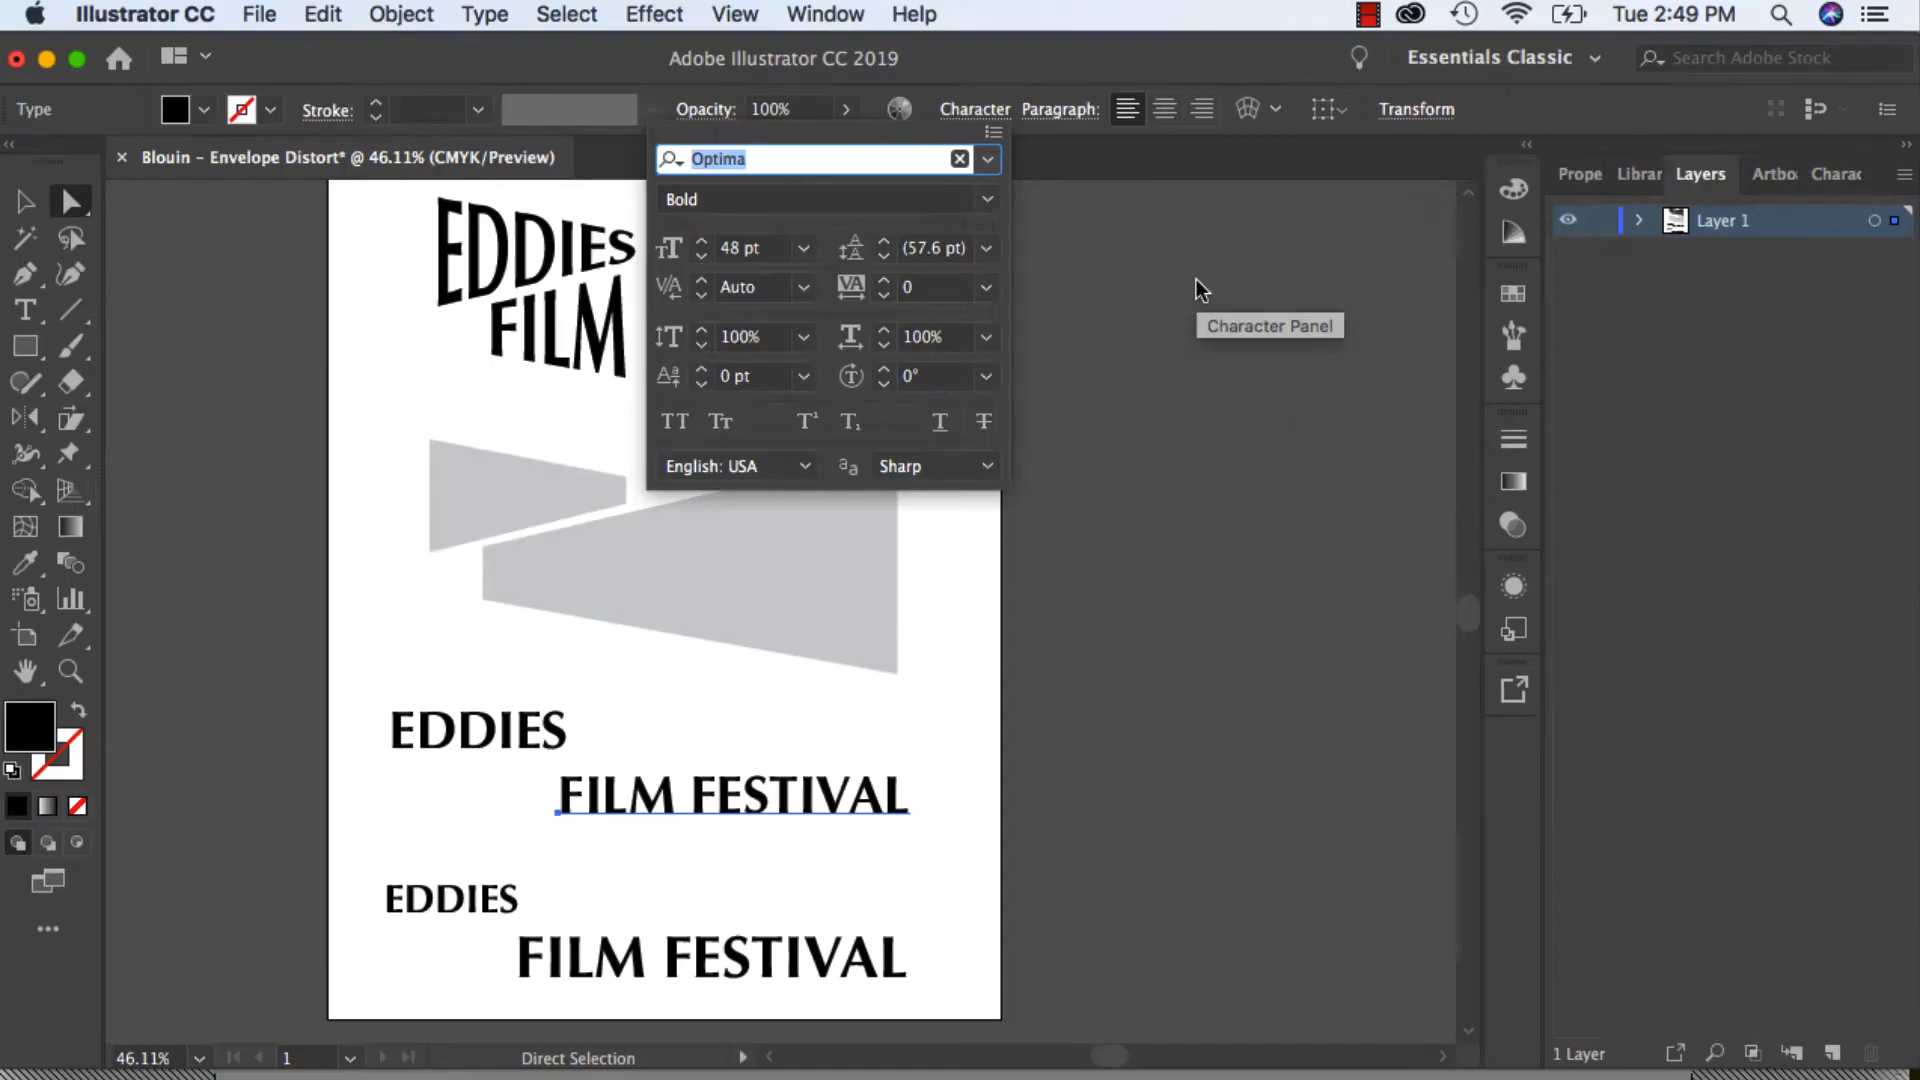 Illustrator CC File Edit Object Type Select Effect View Window Help Tue 2:49 PM
Adobe Illustrator CC 2019 Essentials Classic Search Adobe Stock
Type Stroke: Opacity: 100% Character Paragraph: Transform
Blouin - Envelope Distort* @ 46.11% (CMYK/Preview)
Optima
Prope Librar Layers Artbo Charac
Bold
Layer 1
48 pt (57.6 pt)
Auto 0
100% 100%
0 pt 0°
English: USA Sharp
Character Panel
EDDIES
FILM
EDDIES
FILM FESTIVAL
EDDIES
FILM FESTIVAL
46.11% 1 Direct Selection
1 Layer